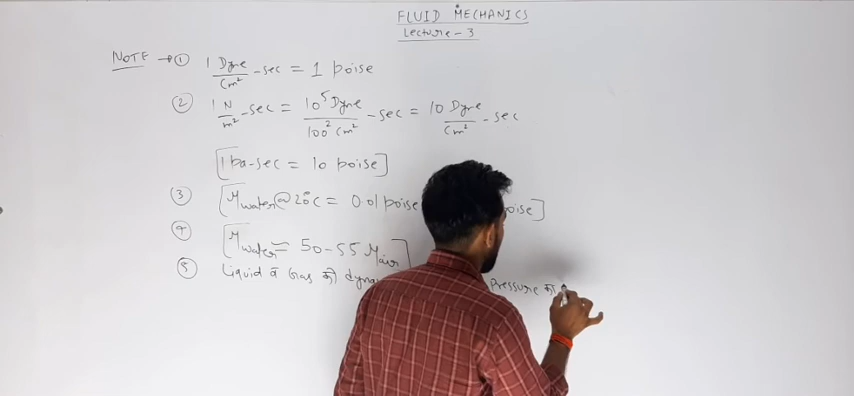 FLUID MECHANICS
Lecture - 3
NOTE → ① 1 Dyne/cm² - sec = 1 poise
② 1 N/m² - sec = 10⁵ Dyne/100² cm² - sec = 10 Dyne/cm² - sec
[1 pa-sec = 10 poise]
③ [μwater @ 20°C = 0.01 poise oise]
④ [μwater ≈ 50-55 μair]
⑤ Liquid व Gas की dyna Pressure का